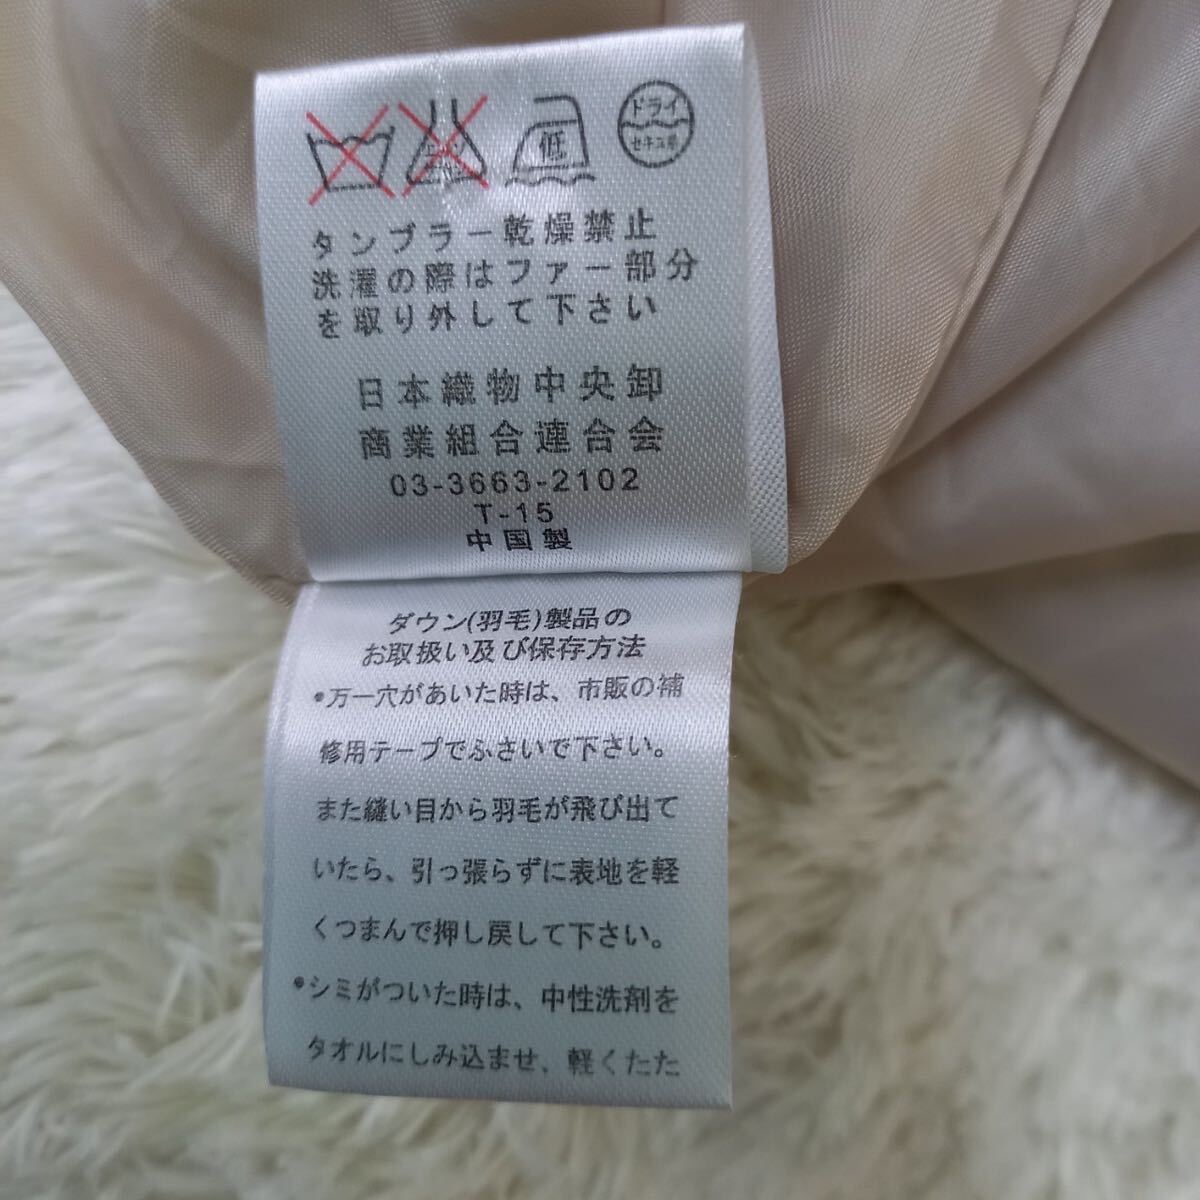 低
ドライ
セキユ系
タンブラー乾燥禁止
洗濯の際はファー部分
を取り外して下さい
日本織物中央卸
商業組合連合会
03-3663-2102
T-15
中国製
ダウン(羽毛)製品の
お取扱い及び保存方法
•万一穴があいた時は、市販の補
修用テープでふさいで下さい。
また縫い目から羽毛が飛び出て
いたら、引っ張らずに表地を軽
くつまんで押し戻して下さい。
•シミがついた時は、中性洗剤を
タオルにしみ込ませ、軽くたた